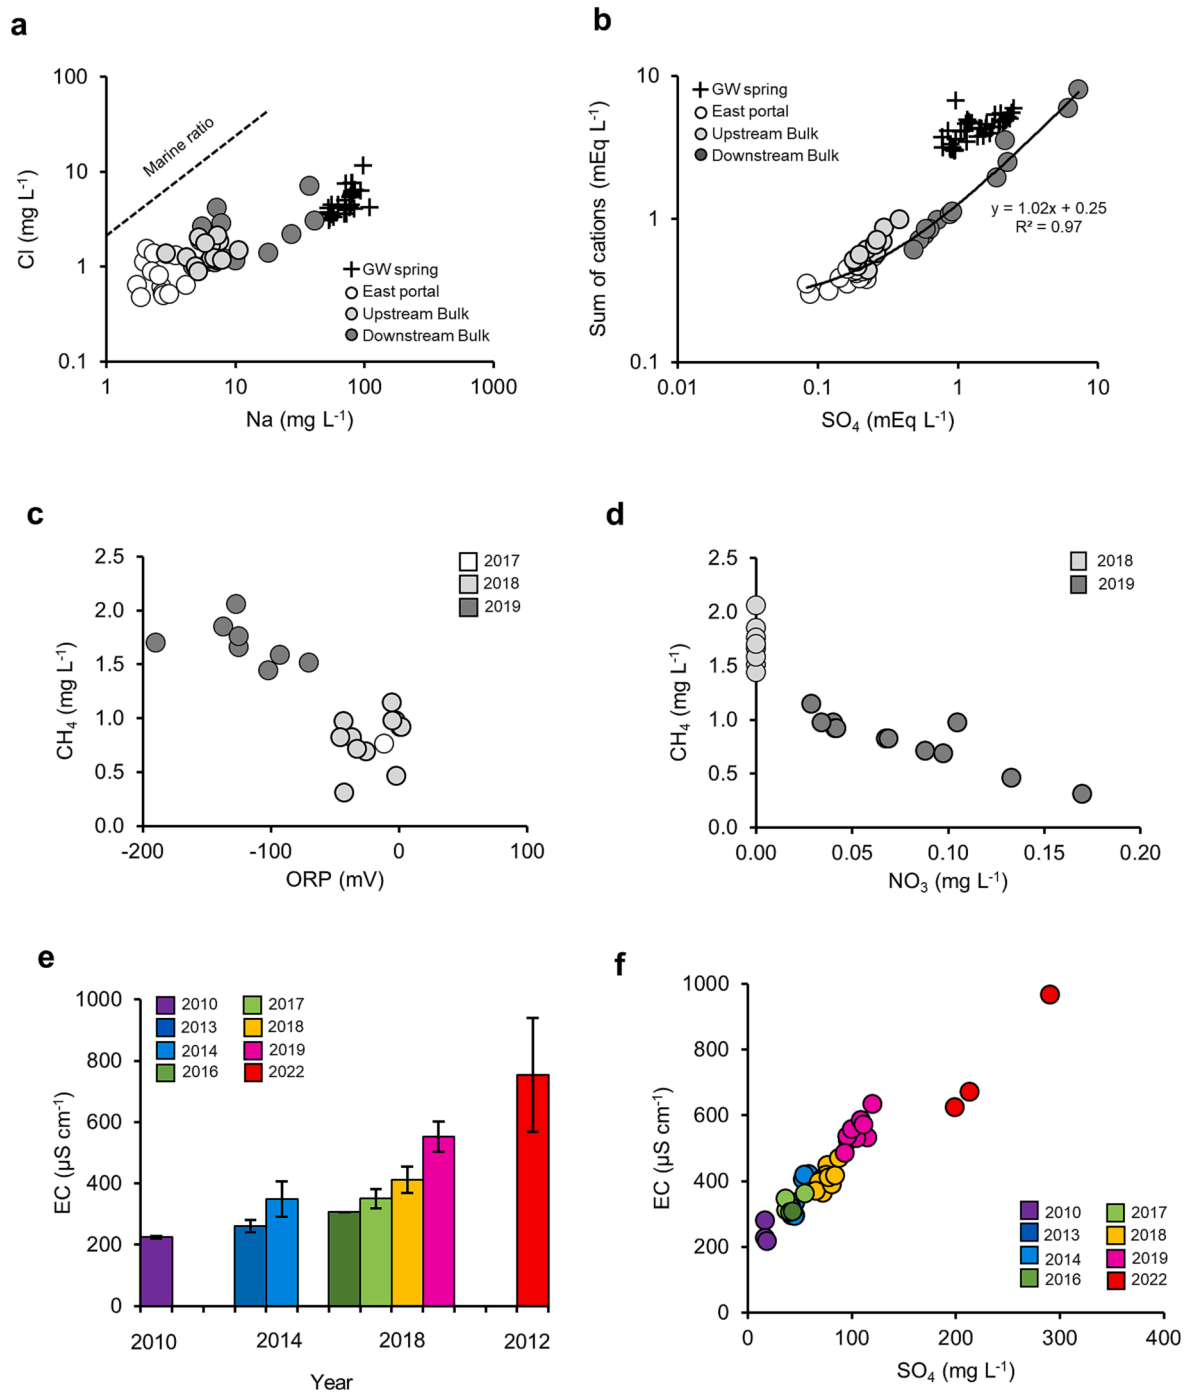 a
100
10
1
0.1
1
10
100
1000
Cl (mg L-1)
Na (mg L-1)
Marine ratio
GW spring
East portal
Upstream Bulk
Downstream Bulk
b
10
1
0.1
0.01
0.1
1
10
Sum of cations (mEq L-1)
SO4 (mEq L-1)
GW spring
East portal
Upstream Bulk
Downstream Bulk
y = 1.02x + 0.25
R² = 0.97
c
2.5
2.0
1.5
1.0
0.5
0.0
-200
-100
0
100
CH4 (mg L-1)
ORP (mV)
2017
2018
2019
d
2.5
2.0
1.5
1.0
0.5
0.0
0.00
0.05
0.10
0.15
0.20
CH4 (mg L-1)
NO3 (mg L-1)
2018
2019
e
1000
800
600
400
200
0
2010
2014
2018
2012
EC (µS cm-1)
Year
2010
2013
2014
2016
2017
2018
2019
2022
f
1000
800
600
400
200
0
0
100
200
300
400
EC (µS cm-1)
SO4 (mg L-1)
2010
2013
2014
2016
2017
2018
2019
2022